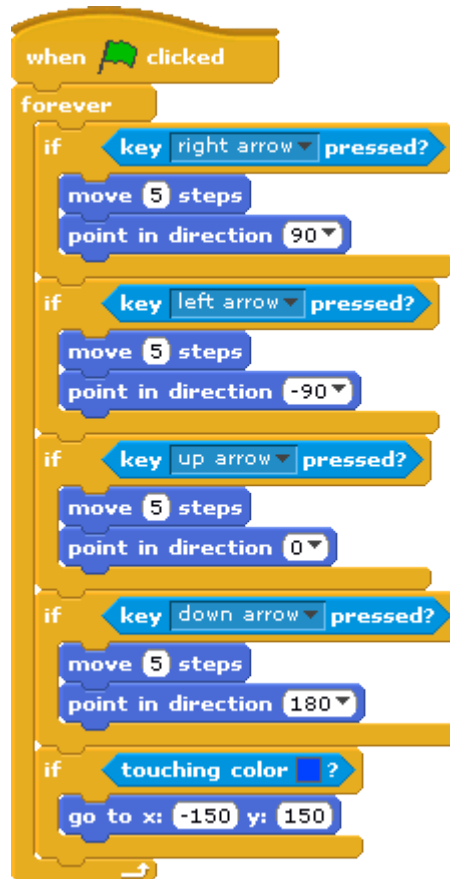 when clicked
forever
if key right arrow pressed?
move 5 steps
point in direction 90
if key left arrow pressed?
move 5 steps
point in direction -90
if key up arrow pressed?
move 5 steps
point in direction 0
if key down arrow pressed?
move 5 steps
point in direction 180
if touching color ?
go to x: -150 y: 150